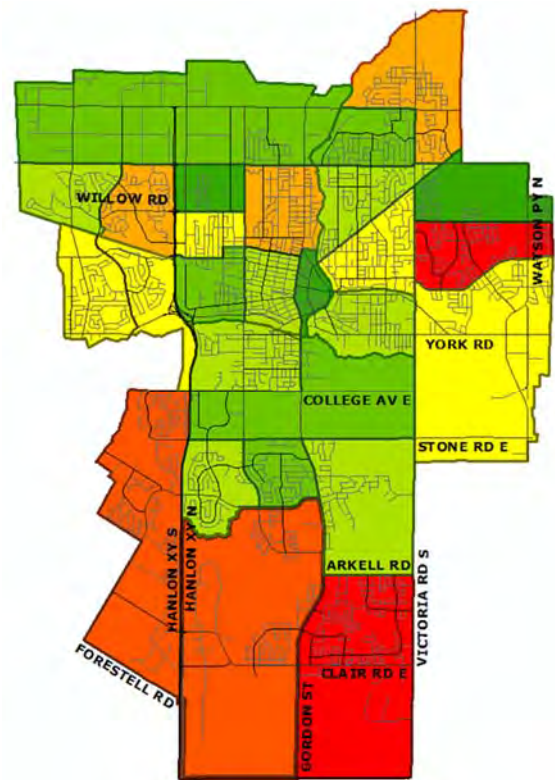 WILLOW RD
WATSON PY N
YORK RD
COLLEGE AV E
STONE RD E
HANLON XY S
HANLON XY N
ARKELL RD
VICTORIA RD S
FORESTELL RD
CLAIR RD E
GORDON ST